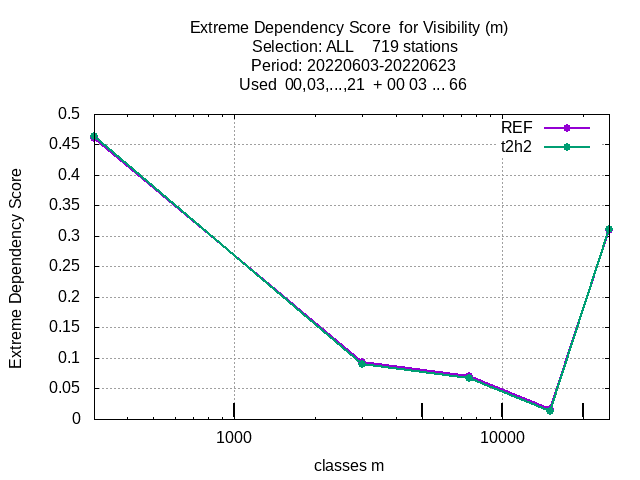 Extreme Dependency Score  for Visibility (m)
Selection: ALL    719 stations
Period: 20220603-20220623
Used  00,03,...,21  + 00 03 ... 66
REF
t2h2
0.5
0.45
0.4
0.35
0.3
0.25
0.2
0.15
0.1
0.05
0
Extreme Dependency Score
1000
10000
classes m